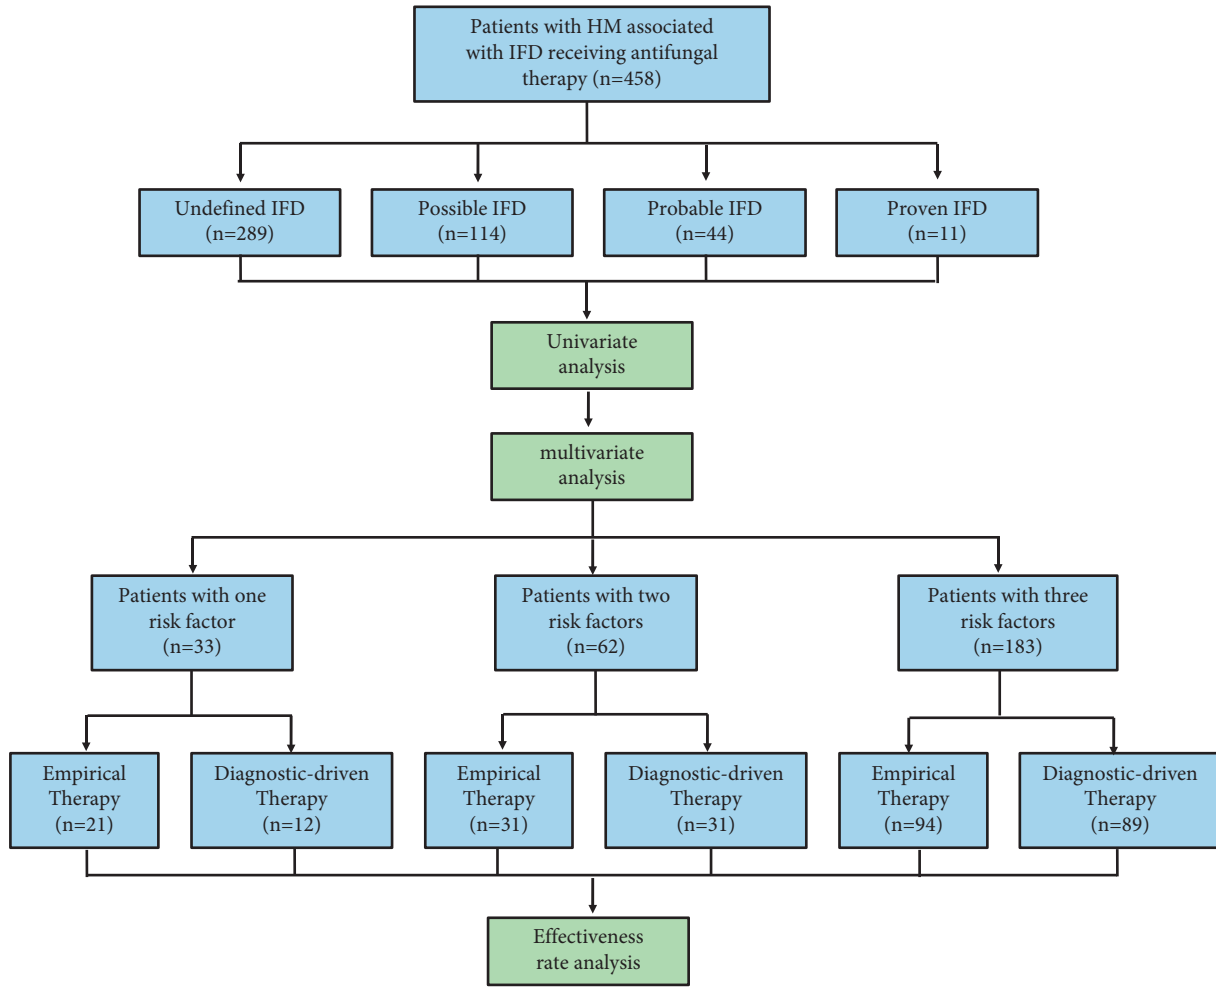 Patients with HM associated
with IFD receiving antifungal
therapy (n=458)
Undefined IFD
(n=289)
Possible IFD
(n=114)
Probable IFD
(n=44)
Proven IFD
(n=11)
Univariate
analysis
multivariate
analysis
Patients with one
risk factor
(n=33)
Patients with two
risk factors
(n=62)
Patients with three
risk factors
(n=183)
Empirical
Therapy
(n=21)
Diagnostic-driven
Therapy
(n=12)
Empirical
Therapy
(n=31)
Diagnostic-driven
Therapy
(n=31)
Empirical
Therapy
(n=94)
Diagnostic-driven
Therapy
(n=89)
Effectiveness
rate analysis